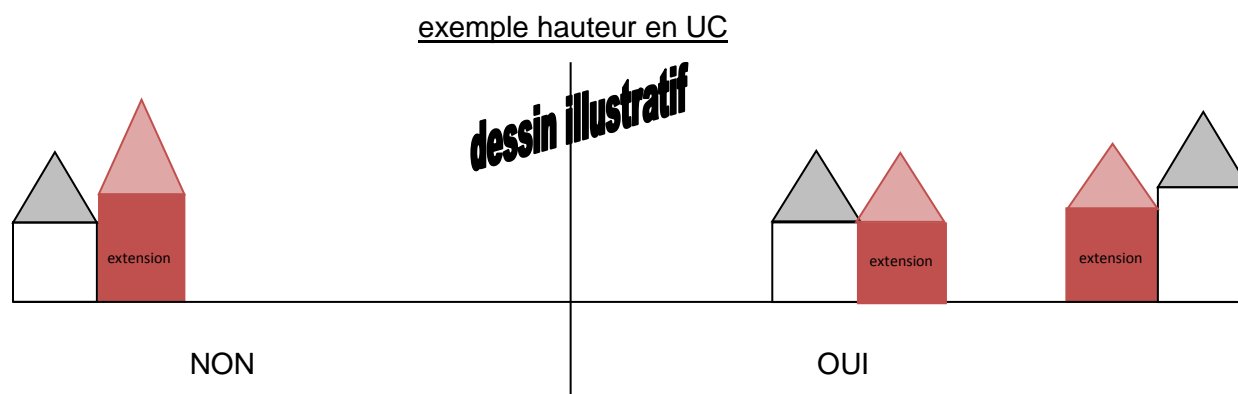 exemple hauteur en UC
dessin illustratif
extension
extension
extension
NON
OUI